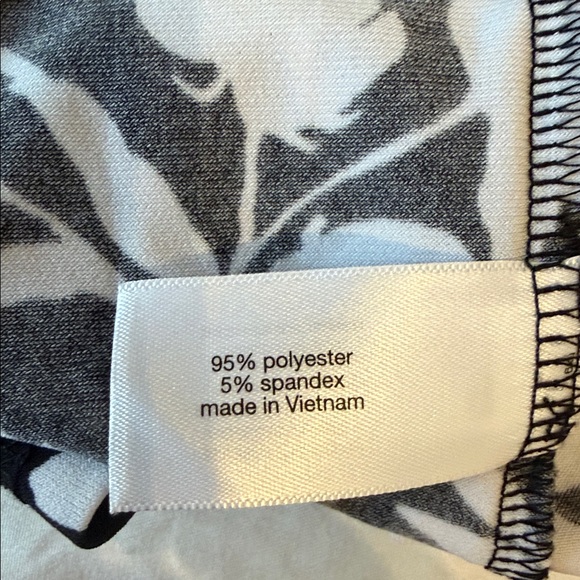 95% polyester
5% spandex
made in Vietnam